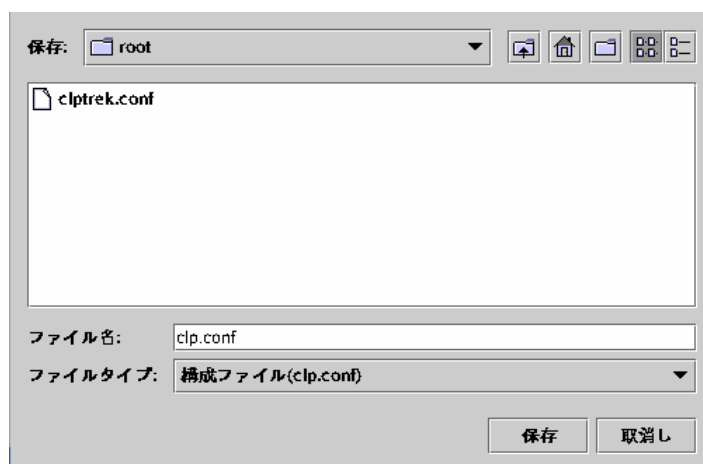 保存: root
clptrek.conf
ファイル名: clp.conf
ファイルタイプ: 構成ファイル(clp.conf)
保存 取消し